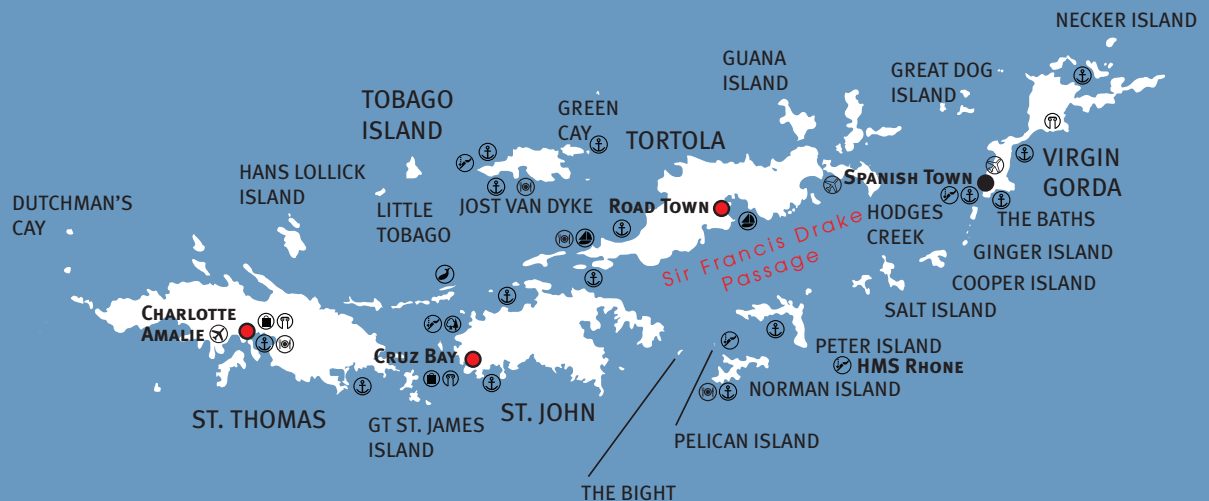 NECKER ISLAND
GUANA
ISLAND
GREAT DOG
ISLAND
TOBAGO
ISLAND
GREEN
CAY
TORTOLA
HANS LOLLICK
ISLAND
VIRGIN
GORDA
SPANISH TOWN
DUTCHMAN'S
CAY
LITTLE
TOBAGO
JOST VAN DYKE
ROAD TOWN
HODGES
CREEK
THE BATHS
Sir Francis Drake
Passage
GINGER ISLAND
COOPER ISLAND
SALT ISLAND
CHARLOTTE
AMALIE
CRUZ BAY
PETER ISLAND
HMS RHONE
NORMAN ISLAND
ST. THOMAS
GT ST. JAMES
ISLAND
ST. JOHN
PELICAN ISLAND
THE BIGHT